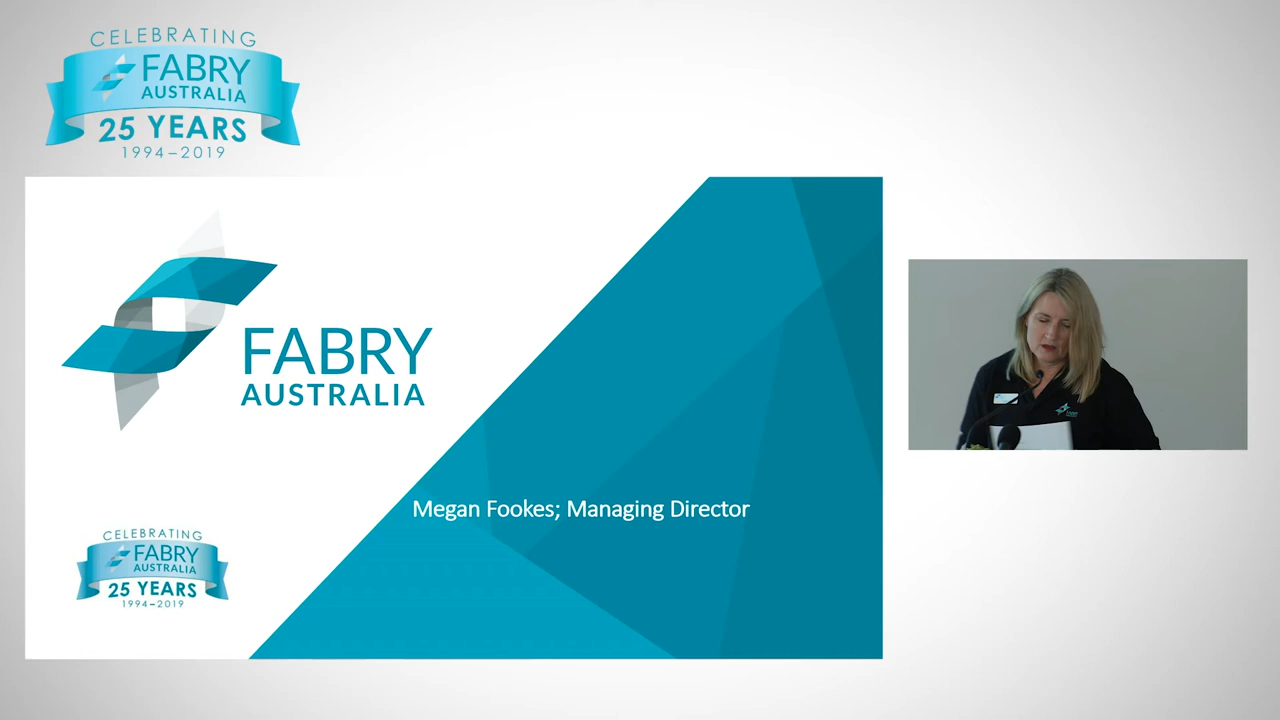 CELEBRATING
FABRY
AUSTRALIA
25 YEARS
1994–2019
FABRY
AUSTRALIA
Megan Fookes; Managing Director
CELEBRATING
FABRY
AUSTRALIA
25 YEARS
1994–2019